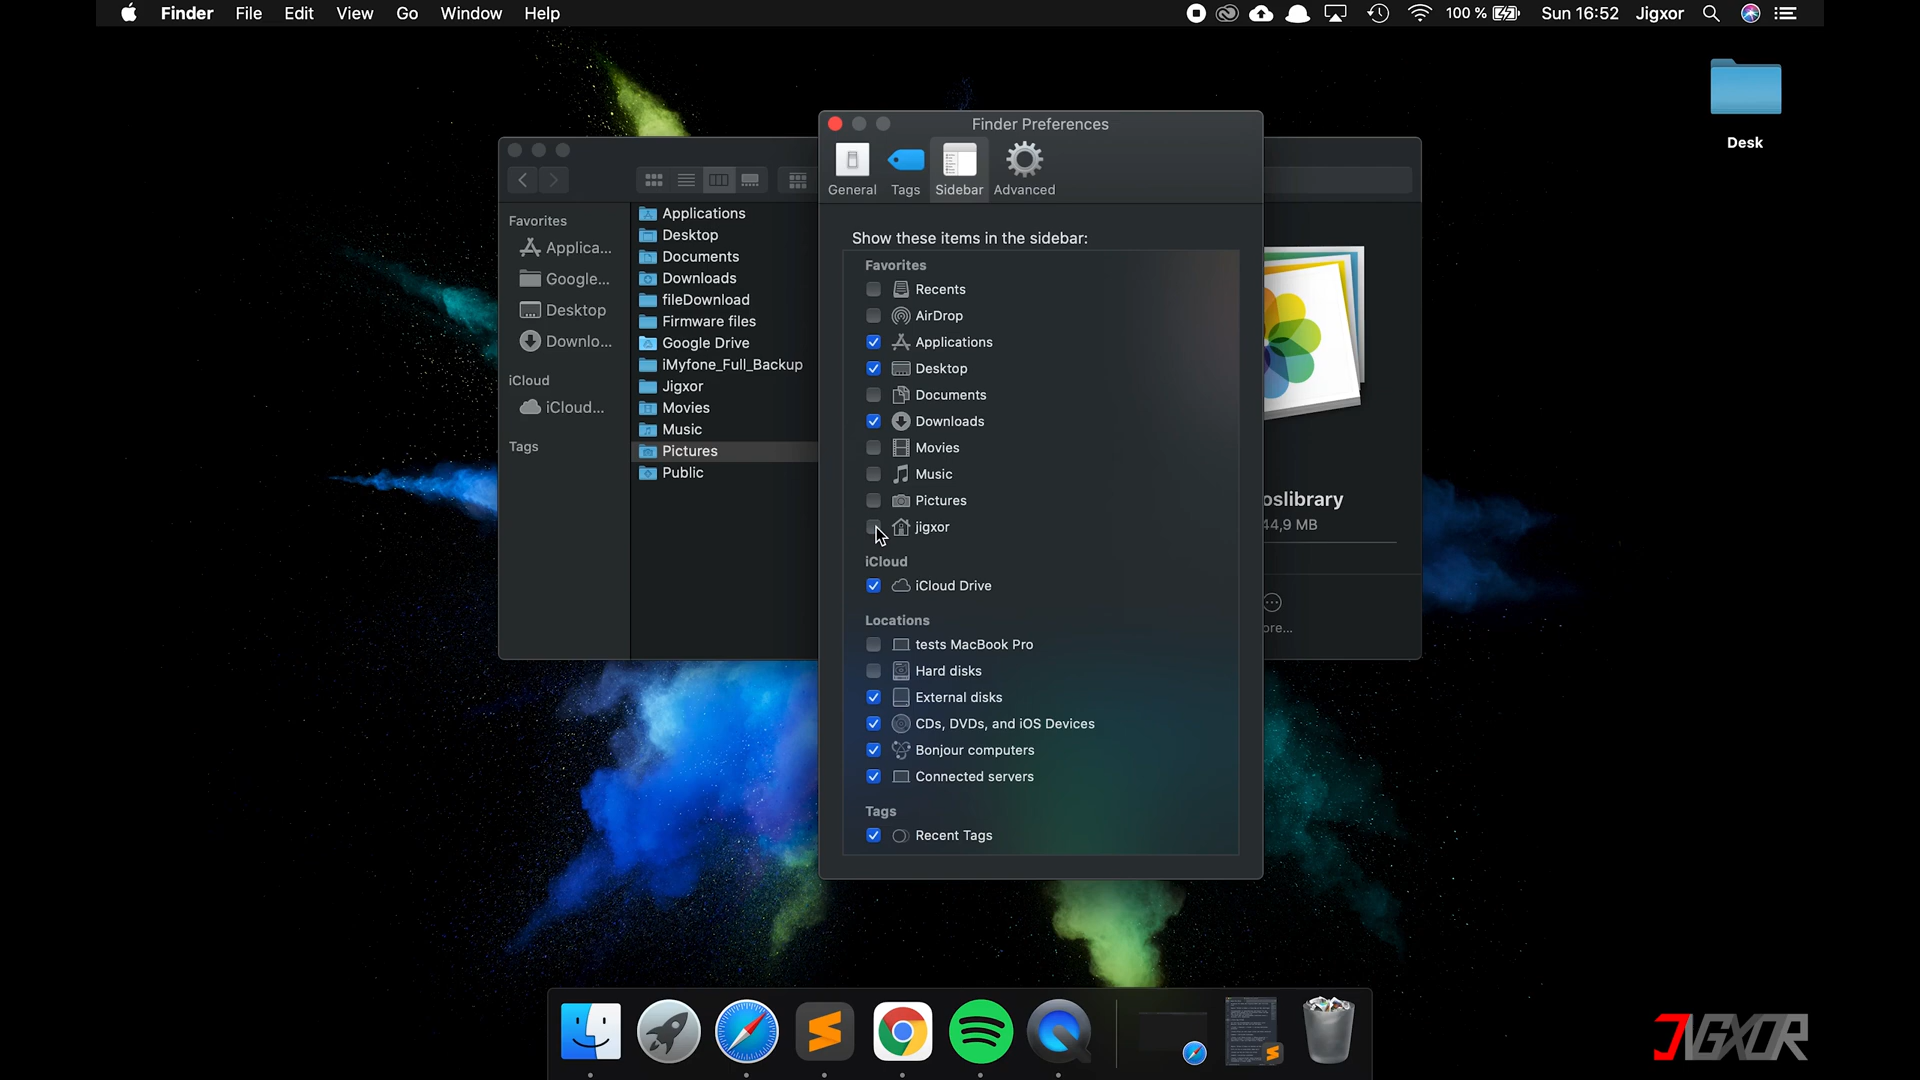 Finder File Edit View Go Window Help
100 % Sun 16:52 Jigxor
Desk
Finder Preferences
General Tags Sidebar Advanced
Favorites
Applica...
Google...
Desktop
Downlo...
iCloud
iCloud...
Tags
Applications
Desktop
Documents
Downloads
fileDownload
Firmware files
Google Drive
iMyfone_Full_Backup
Jigxor
Movies
Music
Pictures
Public
Show these items in the sidebar:
Favorites
Recents
AirDrop
Applications
Desktop
Documents
Downloads
Movies
Music
Pictures
jigxor
iCloud
iCloud Drive
Locations
tests MacBook Pro
Hard disks
External disks
CDs, DVDs, and iOS Devices
Bonjour computers
Connected servers
Tags
Recent Tags
oslibrary
44,9 MB
ore...
JIGXOR